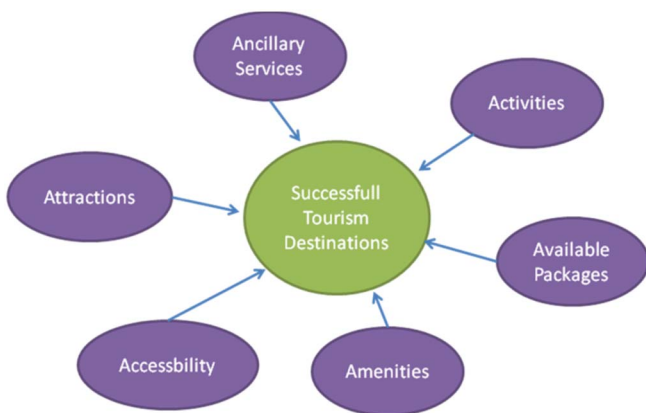 Ancillary
Services
Activities
Attractions
Successfull
Tourism
Destinations
Available
Packages
Accessbility
Amenities